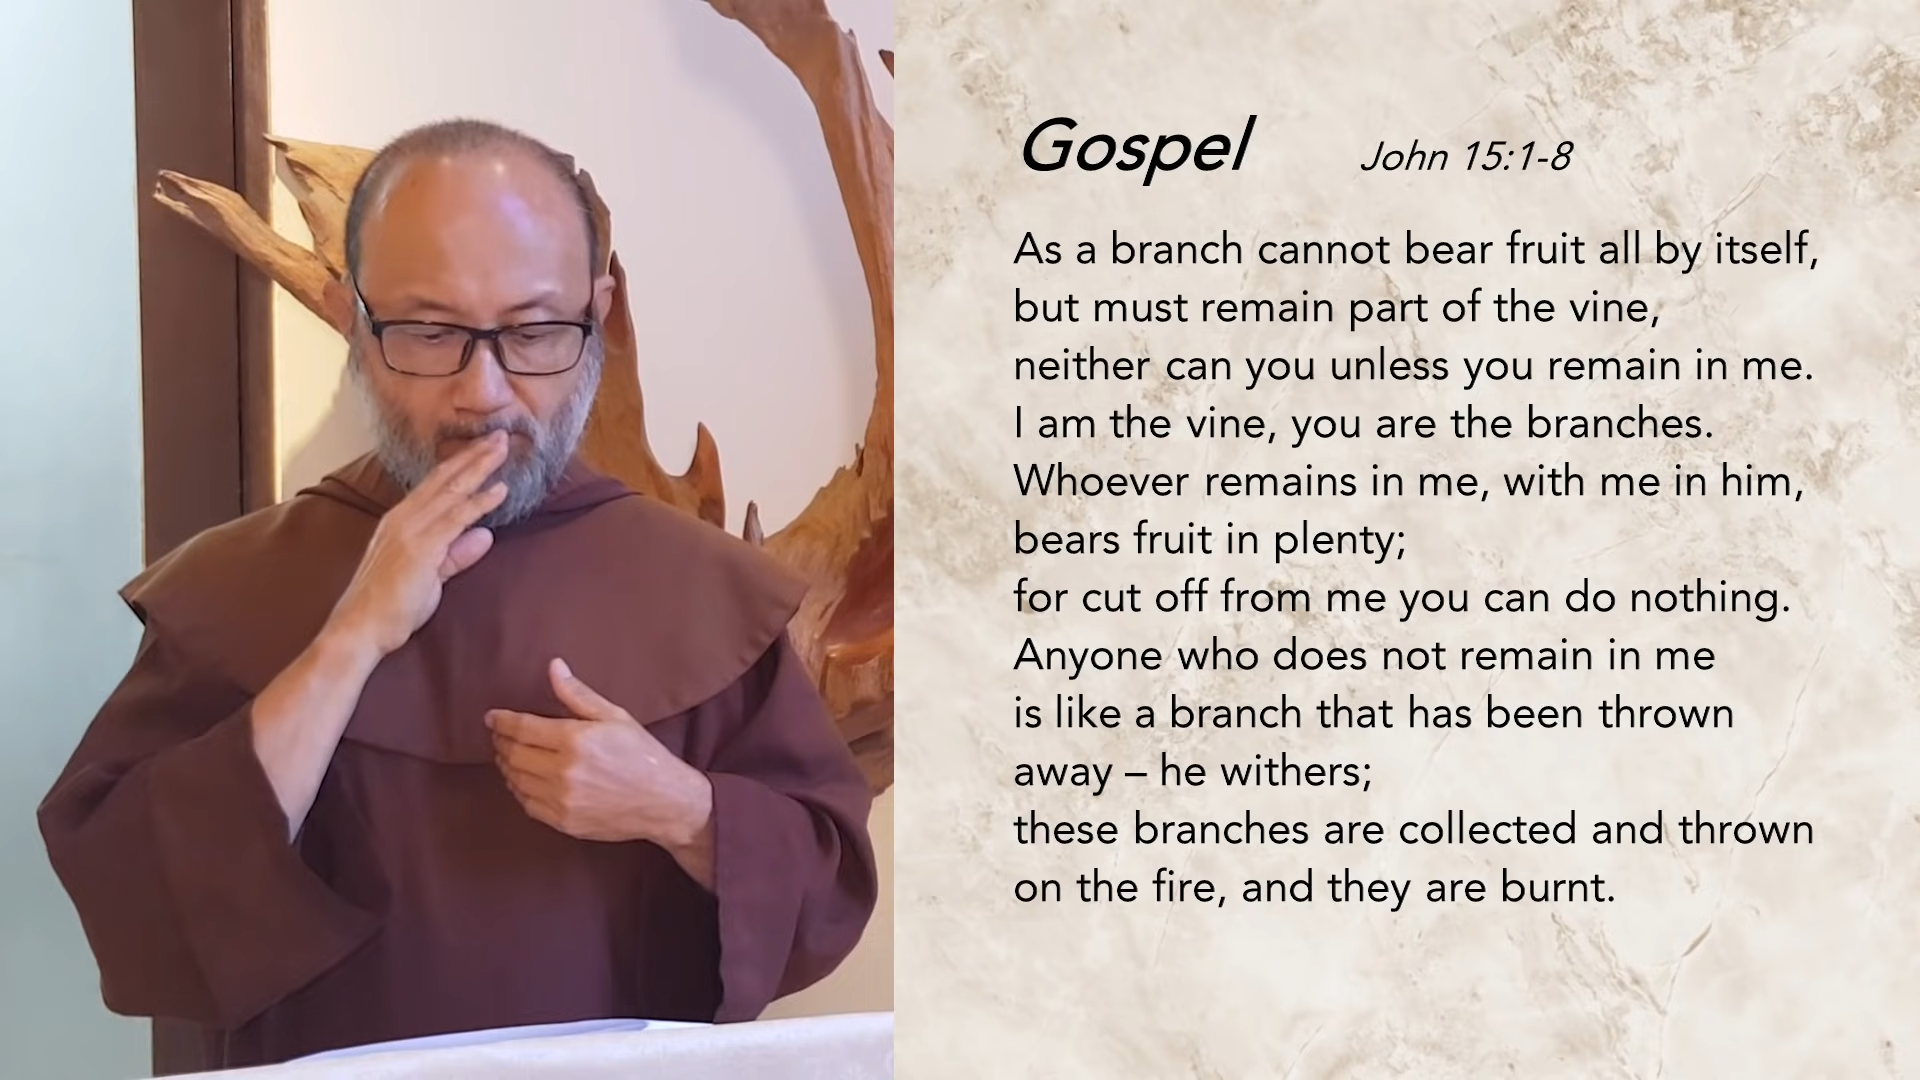 Gospel John 15:1-8
As a branch cannot bear fruit all by itself,
but must remain part of the vine,
neither can you unless you remain in me.
I am the vine, you are the branches.
Whoever remains in me, with me in him,
bears fruit in plenty;
for cut off from me you can do nothing.
Anyone who does not remain in me
is like a branch that has been thrown
away – he withers;
these branches are collected and thrown
on the fire, and they are burnt.